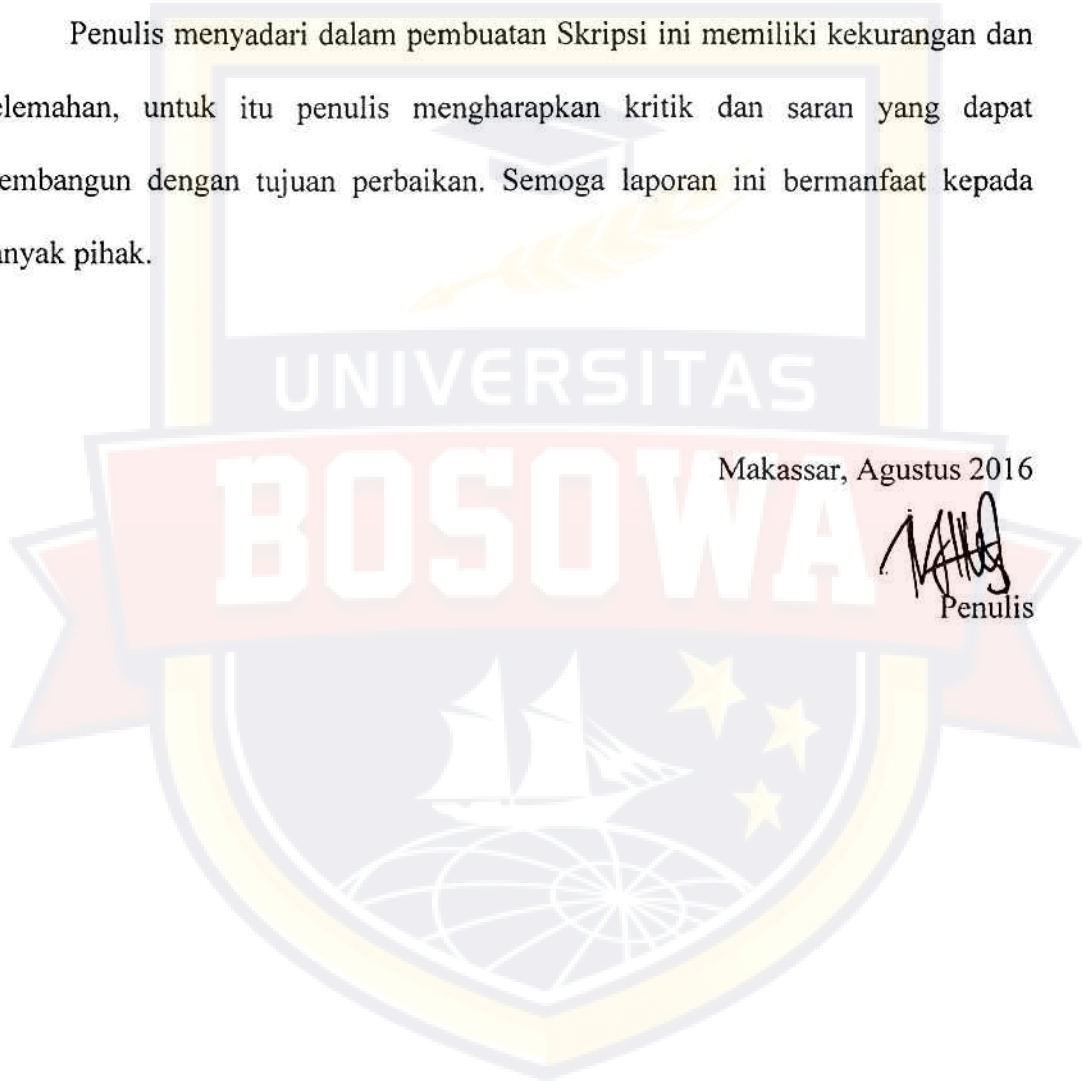 Penulis menyadari dalam pembuatan Skripsi ini memiliki kekurangan dan
elemahan, untuk itu penulis mengharapkan kritik dan saran yang dapat
embangun dengan tujuan perbaikan. Semoga laporan ini bermanfaat kepada
anyak pihak.
UNIVERSITAS
BOSOWA
Makassar, Agustus 2016
Penulis